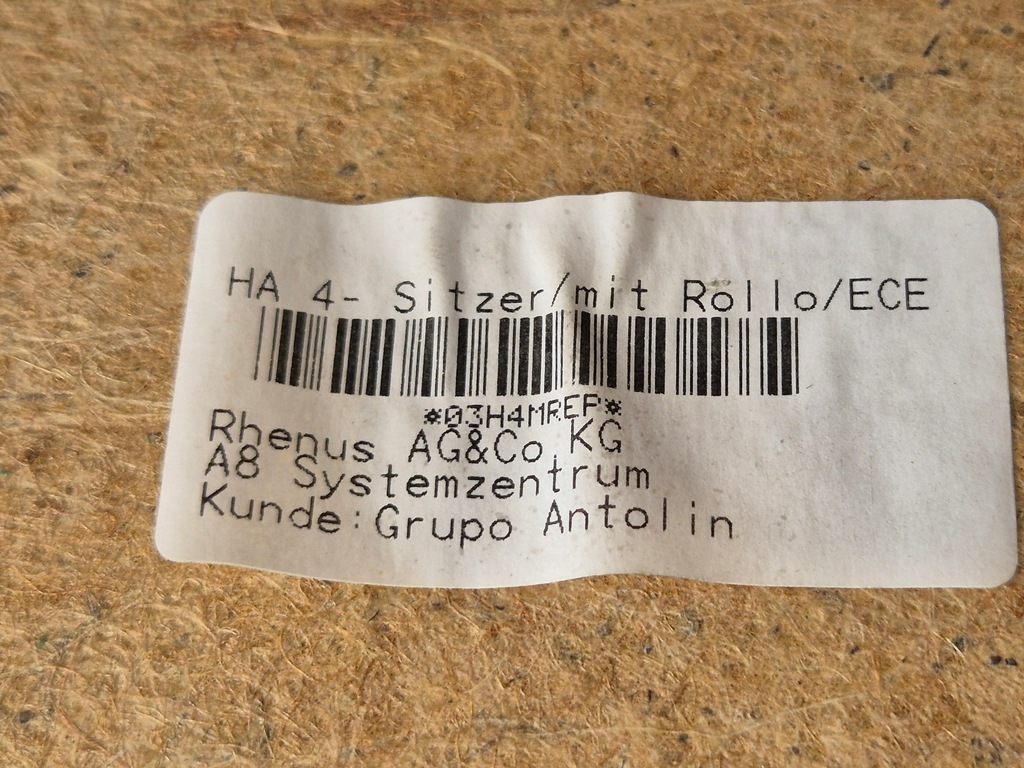 HA 4- Sitzer/mit Rollo/ECE
*03H4MREP*
Rhenus AG&Co KG
A8 Systemzentrum
Kunde:Grupo Antolin